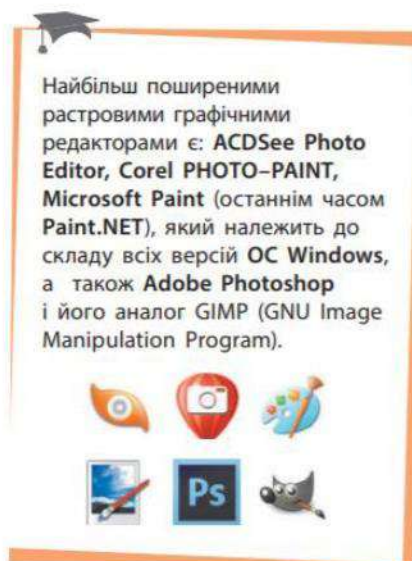 Найбільш поширеними
растровими графічними
редакторами є: ACDSee Photo
Editor, Corel PHOTO–PAINT,
Microsoft Paint (останнім часом
Paint.NET), який належить до
складу всіх версій ОС Windows,
а також Adobe Photoshop
і його аналог GIMP (GNU Image
Manipulation Program).
Ps